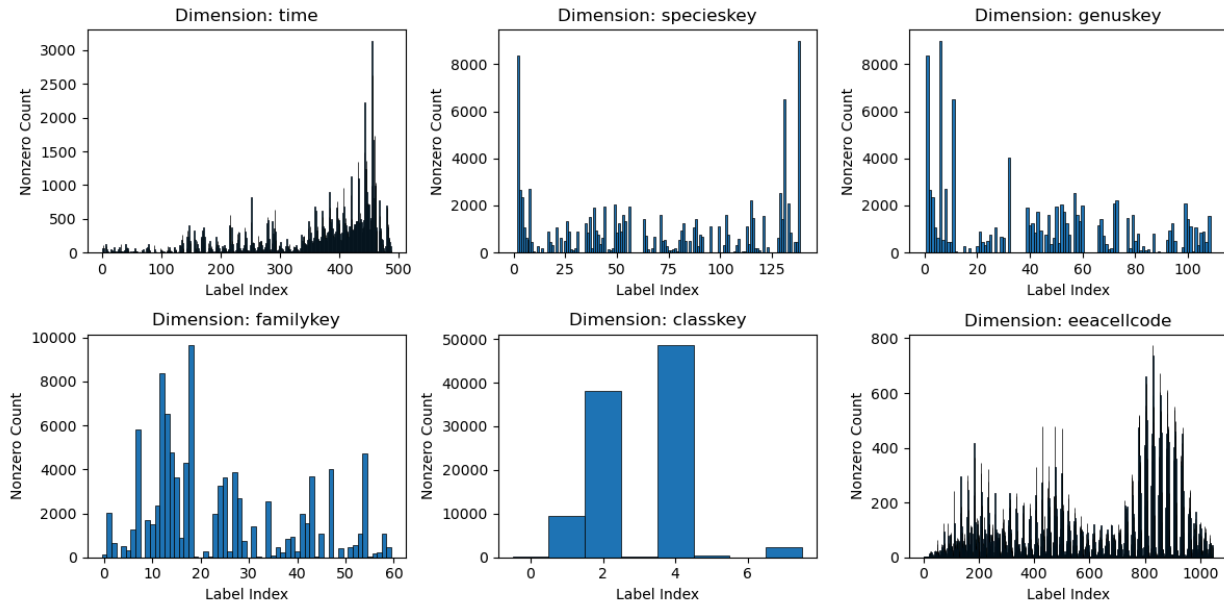 Dimension: time
Dimension: specieskey
Dimension: genuskey
3000
2500
2000
1500
1000
500
0
Nonzero Count
0 100 200 300 400 500
Label Index
8000
6000
4000
2000
0
Nonzero Count
0 25 50 75 100 125
Label Index
8000
6000
4000
2000
0
Nonzero Count
0 20 40 60 80 100
Label Index
Dimension: familykey
Dimension: classkey
Dimension: eeacellcode
10000
8000
6000
4000
2000
0
Nonzero Count
0 10 20 30 40 50 60
Label Index
50000
40000
30000
20000
10000
0
Nonzero Count
0 2 4 6
Label Index
800
600
400
200
0
Nonzero Count
0 200 400 600 800 1000
Label Index